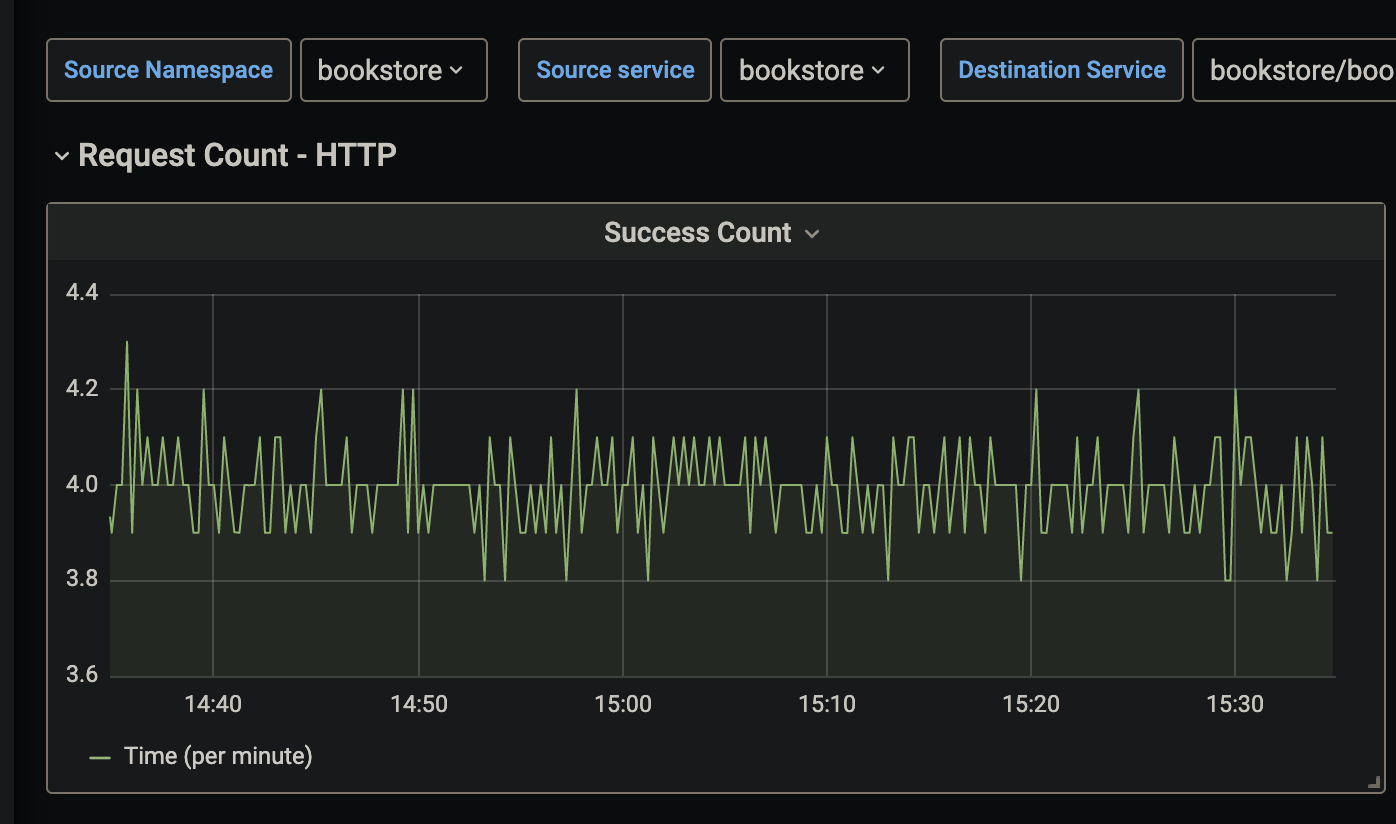 Source Namespace bookstore Source service bookstore Destination Service bookstore/boo
Request Count - HTTP
Success Count
4.4
4.2
4.0
3.8
3.6
14:40 14:50 15:00 15:10 15:20 15:30
Time (per minute)